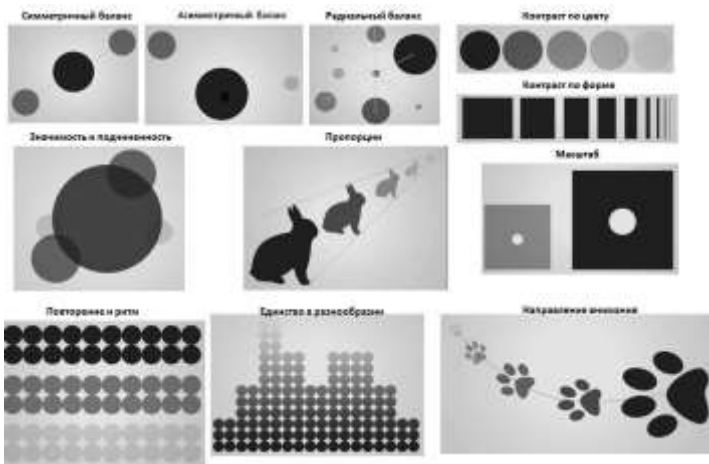 Симметричный баланс
Асимметричный баланс
Радиальный баланс
Контраст по цвету
Контраст по форме
Значимость и подчиненность
Пропорции
Масштаб
Повторение и ритм
Единство в разнообразии
Направление внимания